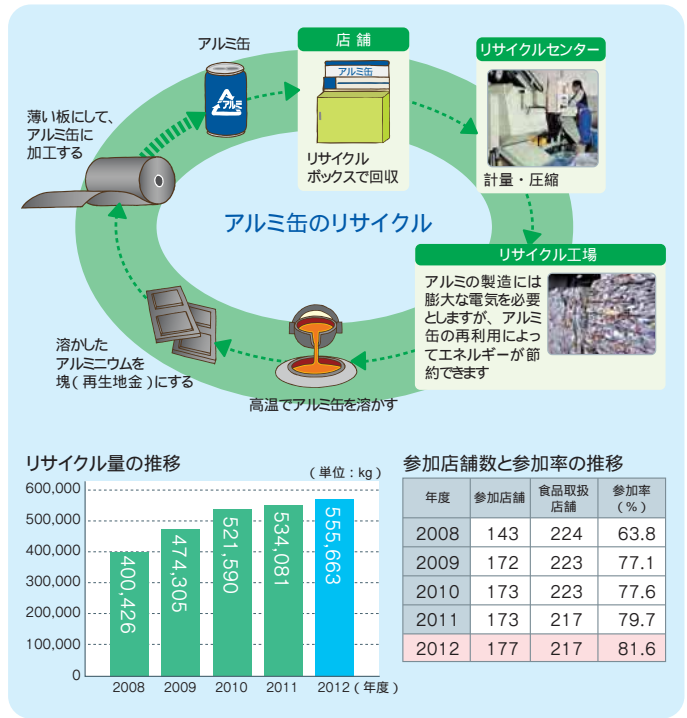 アルミ缶
アルミ
店舗
アルミ缶
リサイクル
ボックスで回収
リサイクルセンター
計量・圧縮
リサイクル工場
アルミの製造には
膨大な電気を必要
としますが、アルミ
缶の再利用によっ
てエネルギーが節
約できます
高温でアルミ缶を溶かす
溶かした
アルミニウムを
塊(再生地金)にする
薄い板にして、
アルミ缶に
加工する
アルミ缶のリサイクル
リサイクル量の推移
(単位:kg)
600,000
500,000
400,000
300,000
200,000
100,000
0
400,426
474,305
521,590
534,081
555,663
2008 2009 2010 2011 2012(年度)
参加店舗数と参加率の推移
年度 参加店舗 食品取扱店舗 参加率(%)
2008 143 224 63.8
2009 172 223 77.1
2010 173 223 77.6
2011 173 217 79.7
2012 177 217 81.6